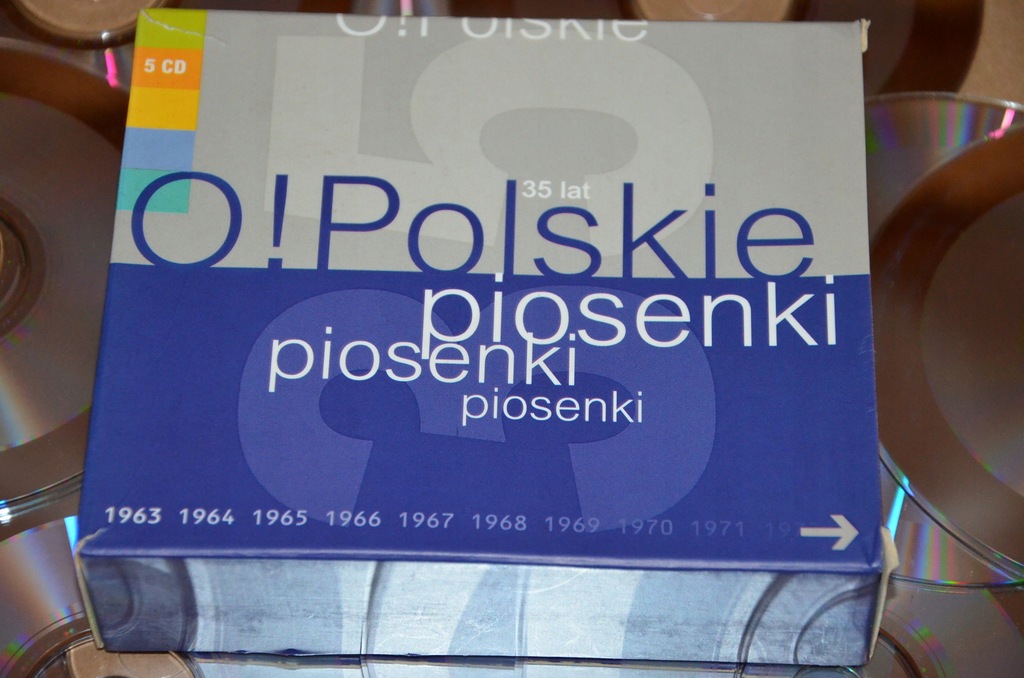 O!Polskie
5 CD
35 lat
O!Polskie
piosenki
piosenki
piosenki
1963 1964 1965 1966 1967 1968 1969 1970 1971